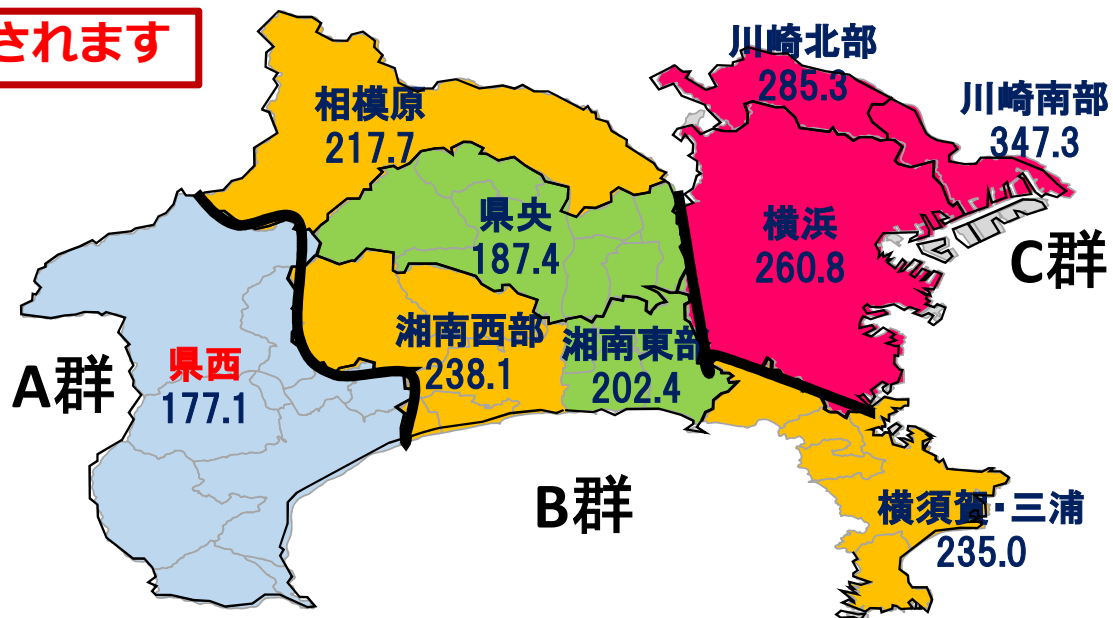 されます
川崎北部
285.3
川崎南部
347.3
相模原
217.7
県央
187.4
横浜
260.8
C群
湘南西部
238.1
湘南東部
202.4
A群
県西
177.1
B群
横須賀・三浦
235.0